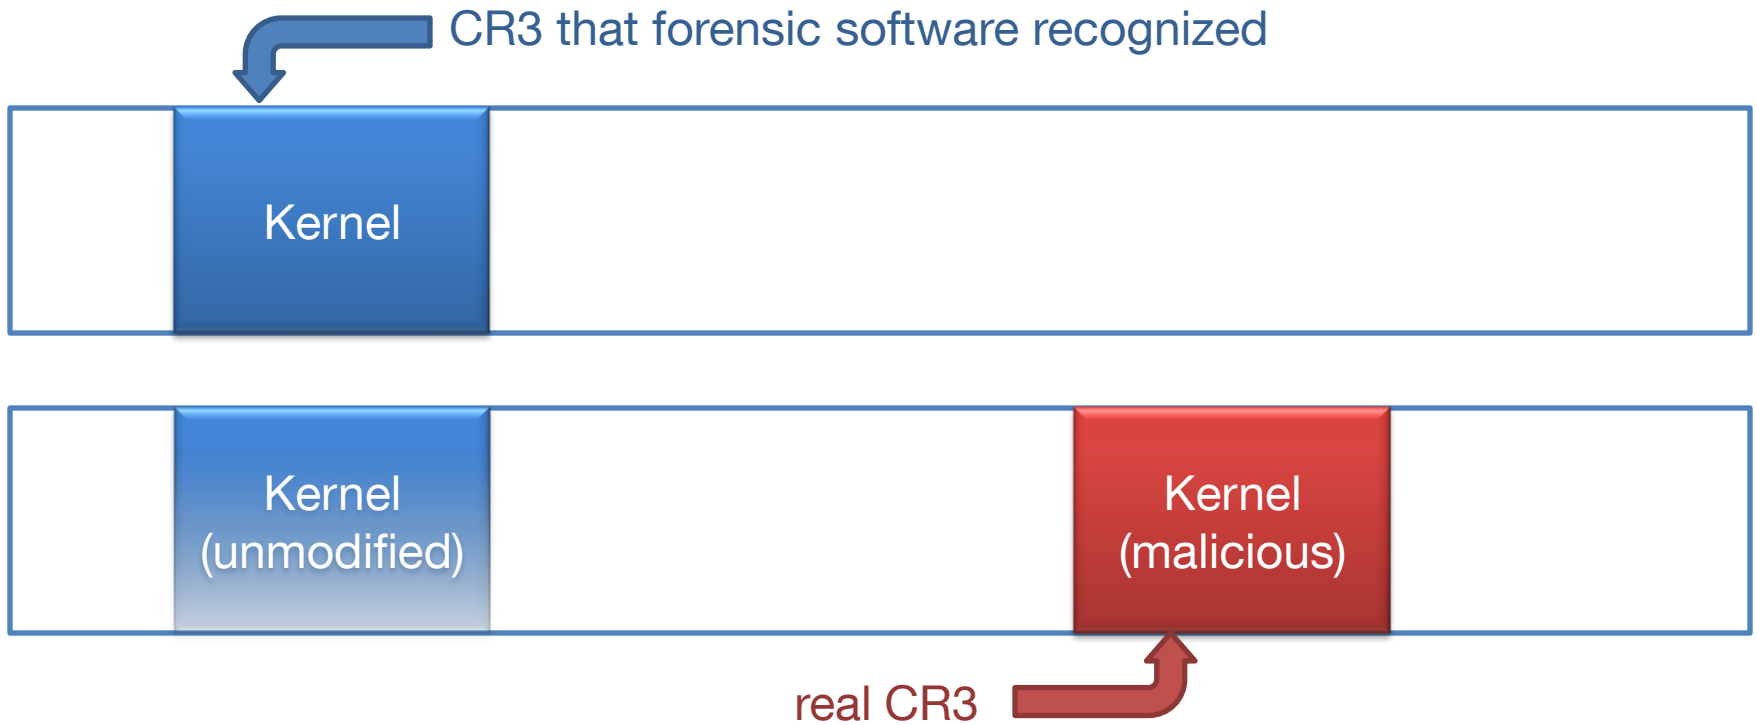 CR3 that forensic software recognized
Kernel
Kernel
(unmodified)
Kernel
(malicious)
real CR3